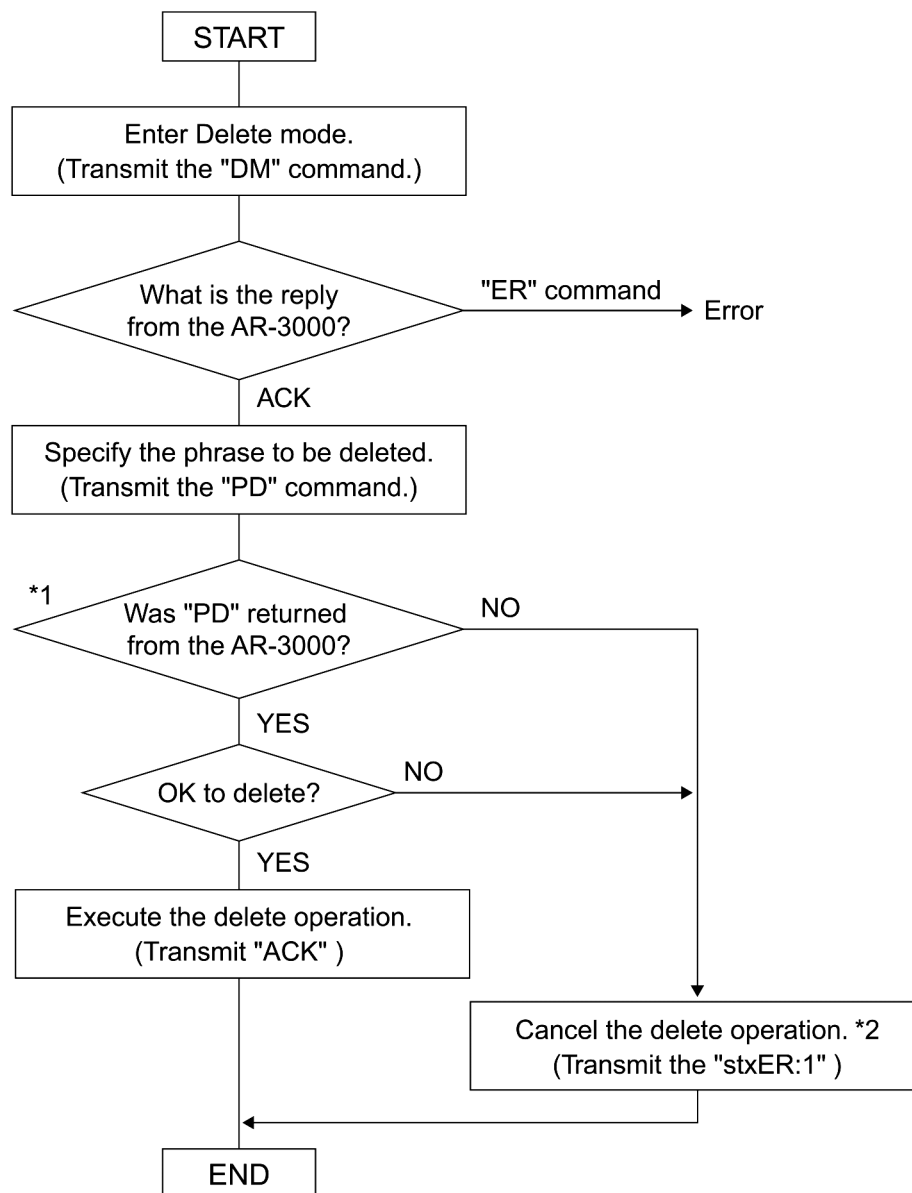 START
Enter Delete mode.
(Transmit the "DM" command.)
What is the reply
from the AR-3000?
"ER" command
Error
ACK
Specify the phrase to be deleted.
(Transmit the "PD" command.)
*1
Was "PD" returned
from the AR-3000?
NO
YES
OK to delete?
NO
YES
Execute the delete operation.
(Transmit "ACK" )
Cancel the delete operation. *2
(Transmit the "stxER:1" )
END